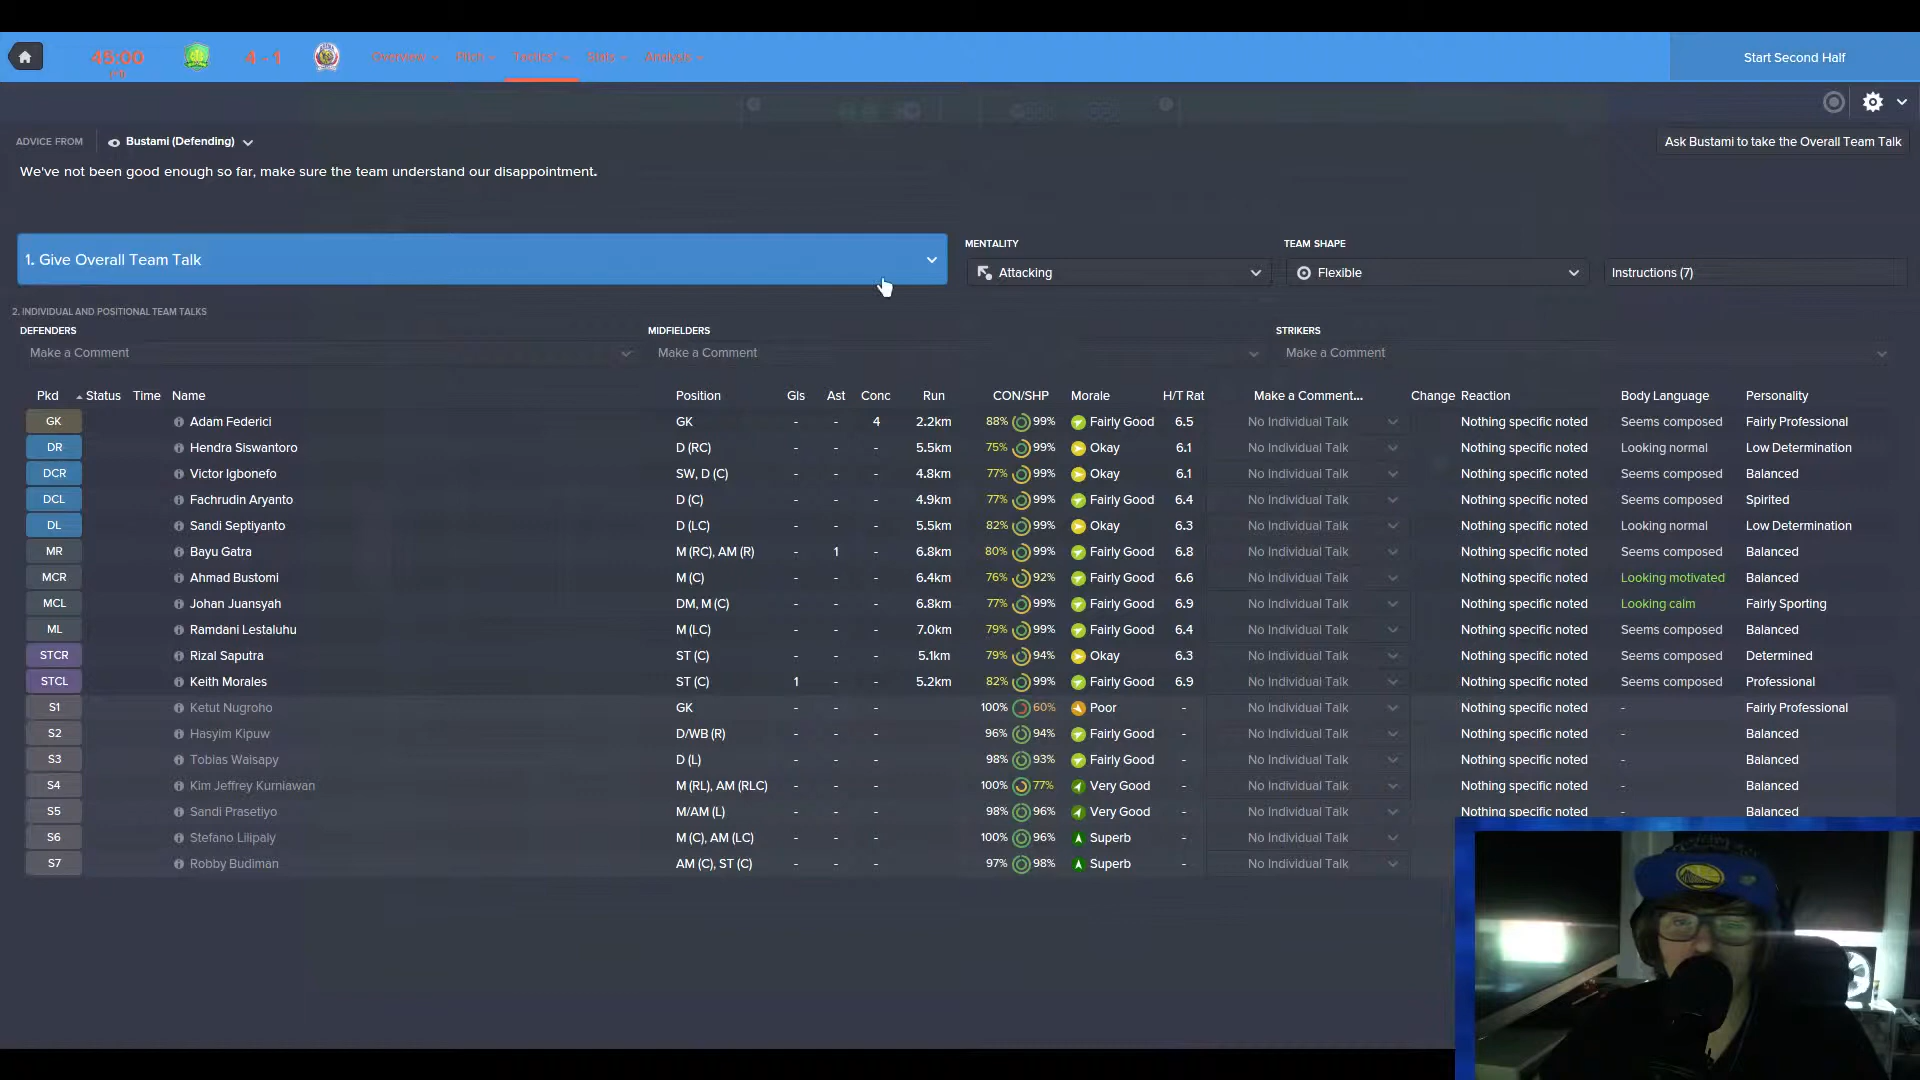 45:00 4 - 1 Overview Pitch Tactics* Stats Analysis Start Second Half
ADVICE FROM Bustami (Defending) Ask Bustami to take the Overall Team Talk
We've not been good enough so far, make sure the team understand our disappointment.
MENTALITY TEAM SHAPE
1. Give Overall Team Talk Attacking Flexible Instructions (7)
2. INDIVIDUAL AND POSITIONAL TEAM TALKS
DEFENDERS MIDFIELDERS STRIKERS
Make a Comment Make a Comment Make a Comment
Pkd Status Time Name Position Gls Ast Conc Run CON/SHP Morale H/T Rat Make a Comment... Change Reaction Body Language Personality
GK Adam Federici GK - - 4 2.2km 88% 99% Fairly Good 6.5 No Individual Talk Nothing specific noted Seems composed Fairly Professional
DR Hendra Siswantoro D (RC) - - - 5.5km 75% 99% Okay 6.1 No Individual Talk Nothing specific noted Looking normal Low Determination
DCR Victor Igbonefo SW, D (C) - - - 4.8km 77% 99% Okay 6.1 No Individual Talk Nothing specific noted Seems composed Balanced
DCL Fachrudin Aryanto D (C) - - - 4.9km 77% 99% Fairly Good 6.4 No Individual Talk Nothing specific noted Seems composed Spirited
DL Sandi Septiyanto D (LC) - - - 5.5km 82% 99% Okay 6.3 No Individual Talk Nothing specific noted Looking normal Low Determination
MR Bayu Gatra M (RC), AM (R) - 1 - 6.8km 80% 99% Fairly Good 6.8 No Individual Talk Nothing specific noted Seems composed Balanced
MCR Ahmad Bustomi M (C) - - - 6.4km 76% 92% Fairly Good 6.6 No Individual Talk Nothing specific noted Looking motivated Balanced
MCL Johan Juansyah DM, M (C) - - - 6.8km 77% 99% Fairly Good 6.9 No Individual Talk Nothing specific noted Looking calm Fairly Sporting
ML Ramdani Lestaluhu M (LC) - - - 7.0km 79% 99% Fairly Good 6.4 No Individual Talk Nothing specific noted Seems composed Balanced
STCR Rizal Saputra ST (C) - - - 5.1km 79% 94% Okay 6.3 No Individual Talk Nothing specific noted Seems composed Determined
STCL Keith Morales ST (C) 1 - - 5.2km 82% 99% Fairly Good 6.9 No Individual Talk Nothing specific noted Seems composed Professional
S1 Ketut Nugroho GK - - - 100% 60% Poor - No Individual Talk Nothing specific noted - Fairly Professional
S2 Hasyim Kipuw D/WB (R) - - - 96% 94% Fairly Good - No Individual Talk Nothing specific noted - Balanced
S3 Tobias Waisapy D (L) - - - 98% 93% Fairly Good - No Individual Talk Nothing specific noted - Balanced
S4 Kim Jeffrey Kurniawan M (RL), AM (RLC) - - - 100% 77% Very Good - No Individual Talk Nothing specific noted - Balanced
S5 Sandi Prasetiyo M/AM (L) - - - 98% 96% Very Good - No Individual Talk Nothing specific noted - Balanced
S6 Stefano Lilipaly M (C), AM (LC) - - - 100% 96% Superb - No Individual Talk
S7 Robby Budiman AM (C), ST (C) - - - 97% 98% Superb - No Individual Talk